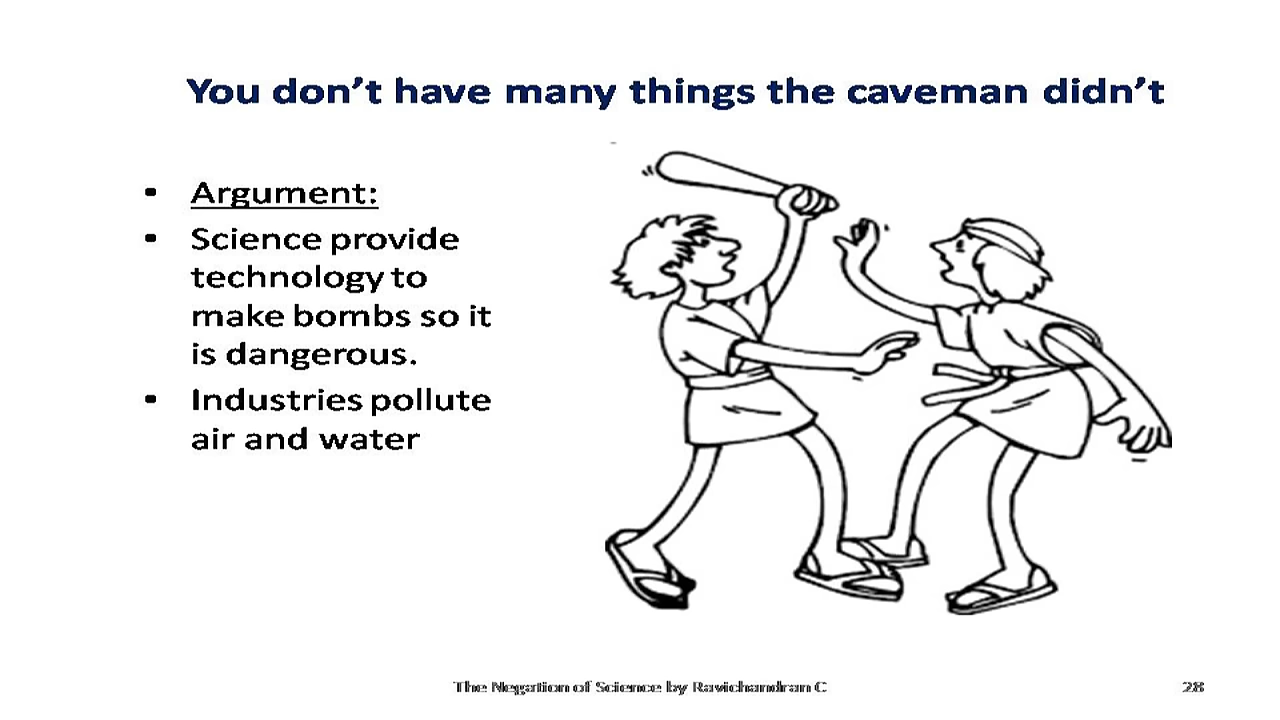 You don't have many things the caveman didn't
• Argument:
• Science provide
technology to
make bombs so it
is dangerous.
• Industries pollute
air and water
The Negation of Science by Ravichandran C
28